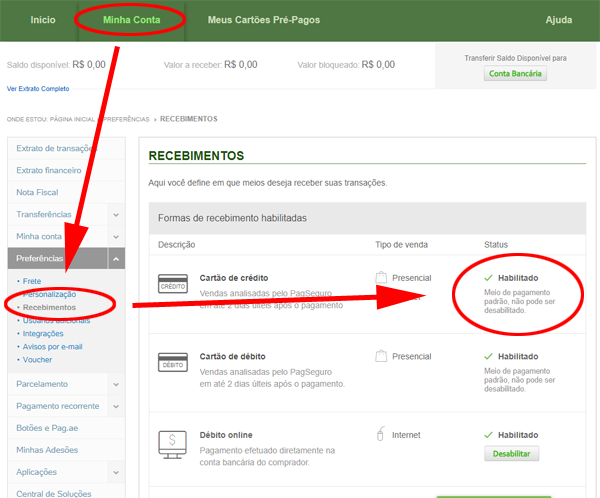 Início Minha Conta Meus Cartões Pré-Pagos Ajuda
Saldo disponível: R$ 0,00 Valor a receber: R$ 0,00 Valor bloqueado: R$ 0,00
Transferir Saldo Disponível para
Conta Bancária
Ver Extrato Completo
ONDE ESTOU: PÁGINA INICIAL PREFERÊNCIAS » RECEBIMENTOS
Extrato de transações
Extrato financeiro
Nota Fiscal
Transferências
Minha conta
Preferências
Frete
Personalização
Recebimentos
Usuários adicionais
Integrações
Avisos por e-mail
Voucher
Parcelamento
Pagamento recorrente
Botões e Pag.ae
Minhas Adesões
Aplicações
Central de Soluções
RECEBIMENTOS
Aqui você define em que meios deseja receber suas transações.
Formas de recebimento habilitadas
Descrição Tipo de venda Status
CRÉDITO
Cartão de crédito
Vendas analisadas pelo PagSeguro
em até 2 dias úteis após o pagamento
Presencial
Habilitado
Meio de pagamento
padrão, não pode ser
desabilitado.
DÉBITO
Cartão de débito
Vendas analisadas pelo PagSeguro
em até 2 dias úteis após o pagamento.
Presencial
Habilitado
Meio de pagamento
padrão, não pode ser
desabilitado.
$
Débito online
Pagamento efetuado diretamente na
conta bancária do comprador.
Internet
Habilitado
Desabilitar